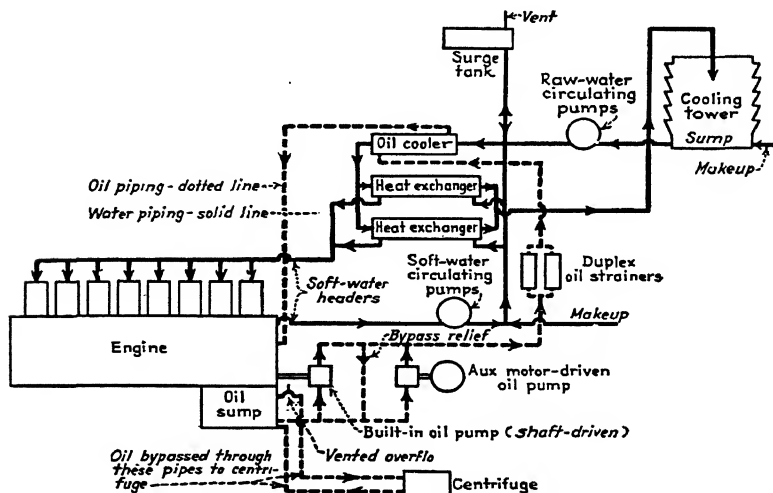 Vent
Surge
tank
Raw-water
circulating
pumps
Cooling
tower
Sump
Makeup
Oil cooler
Oil piping-dotted line
Heat exchanger
Water piping-solid line
Heat exchanger
Soft-water
circulating
pumps
Duplex
oil strainers
Soft-water
headers
Makeup
Engine
Bypass relief
Aux motor-driven
oil pump
Oil
sump
Built-in oil pump (shaft-driven)
Vented overflo
Oil bypassed through
these pipes to centri-
fuge
Centrifuge